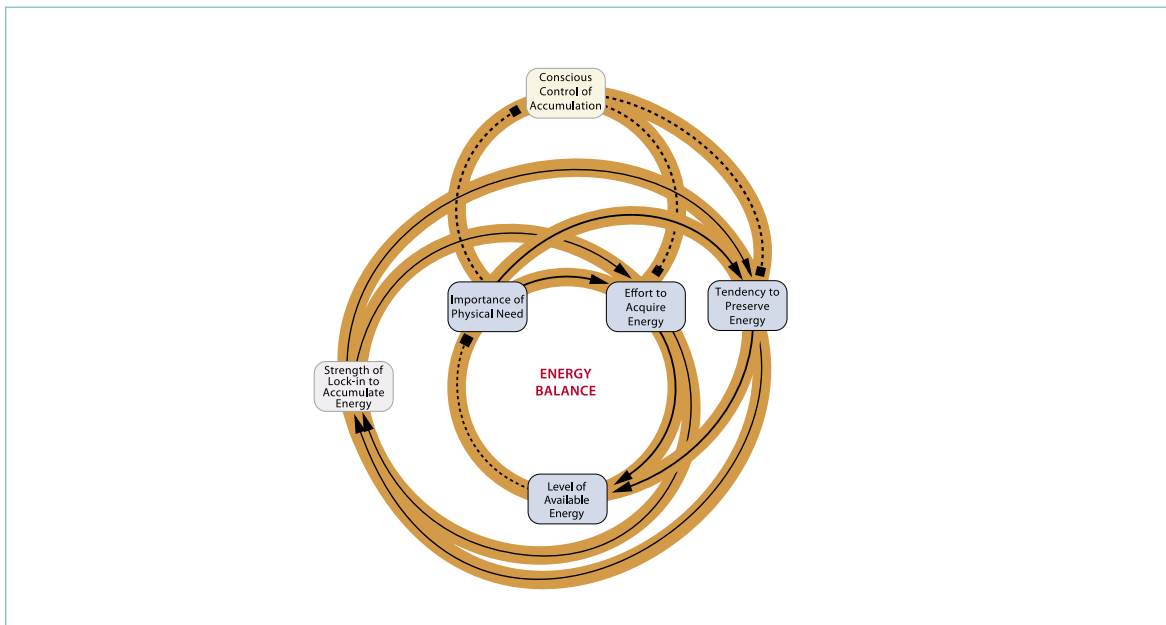 Conscious
Control of
Accumulation
Importance of
Physical Need
Effort to
Acquire
Energy
Tendency to
Preserve
Energy
Strength of
Lock-in to
Accumulate
Energy
ENERGY
BALANCE
Level of
Available
Energy